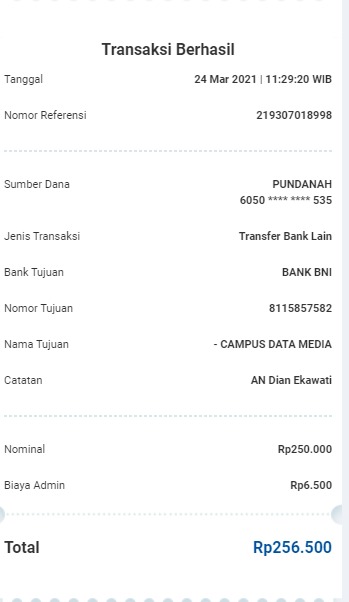 Transaksi Berhasil
Tanggal 24 Mar 2021 | 11:29:20 WIB
Nomor Referensi 219307018998
Sumber Dana PUNDANAH
6050 **** **** 535
Jenis Transaksi Transfer Bank Lain
Bank Tujuan BANK BNI
Nomor Tujuan 8115857582
Nama Tujuan - CAMPUS DATA MEDIA
Catatan AN Dian Ekawati
Nominal Rp250.000
Biaya Admin Rp6.500
Total Rp256.500